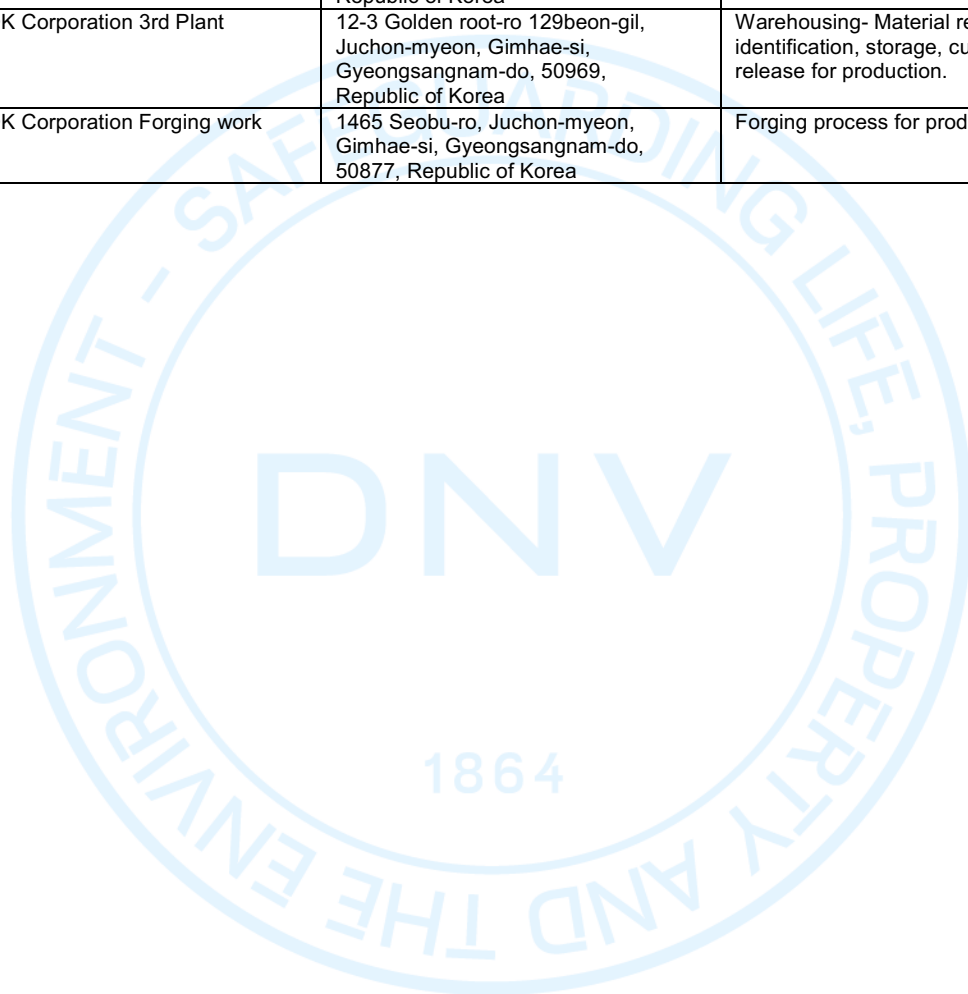 Republic of Korea
K Corporation 3rd Plant
12-3 Golden root-ro 129beon-gil,
Juchon-myeon, Gimhae-si,
Gyeongsangnam-do, 50969,
Republic of Korea
Warehousing- Material re
identification, storage, cu
release for production.
K Corporation Forging work
1465 Seobu-ro, Juchon-myeon,
Gimhae-si, Gyeongsangnam-do,
50877, Republic of Korea
Forging process for prod
SAFEGUARDING LIFE, PROPERTY AND THE ENVIRONMENT -
DNV
1864